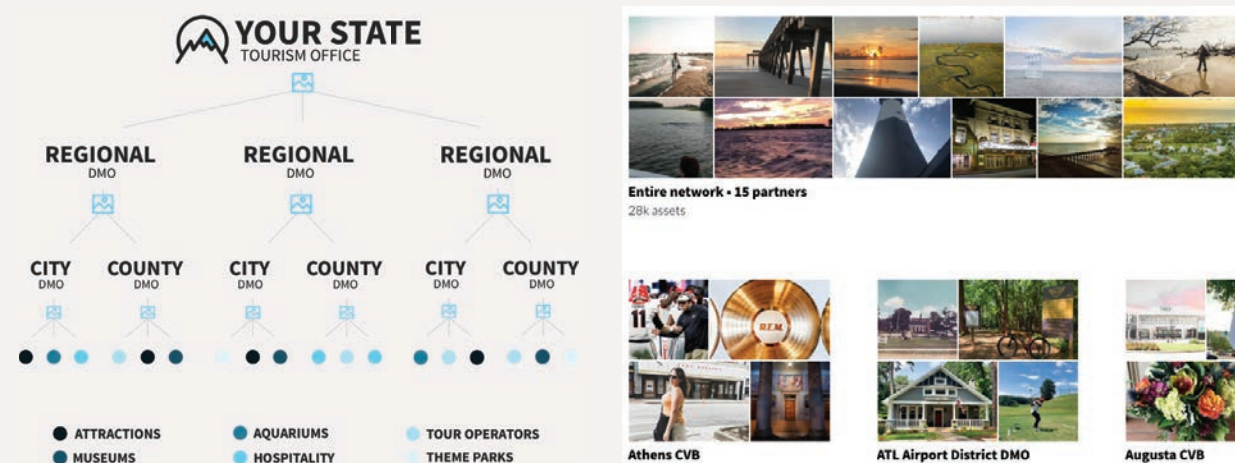 YOUR STATE
TOURISM OFFICE
REGIONAL
DMO
REGIONAL
DMO
REGIONAL
DMO
CITY
DMO
COUNTY
DMO
CITY
DMO
COUNTY
DMO
CITY
DMO
COUNTY
DMO
ATTRACTIONS
AQUARIUMS
TOUR OPERATORS
MUSEUMS
HOSPITALITY
THEME PARKS
Entire network • 15 partners
28k assets
11
R.E.M.
Athens CVB
ATL Airport District DMO
Augusta CVB